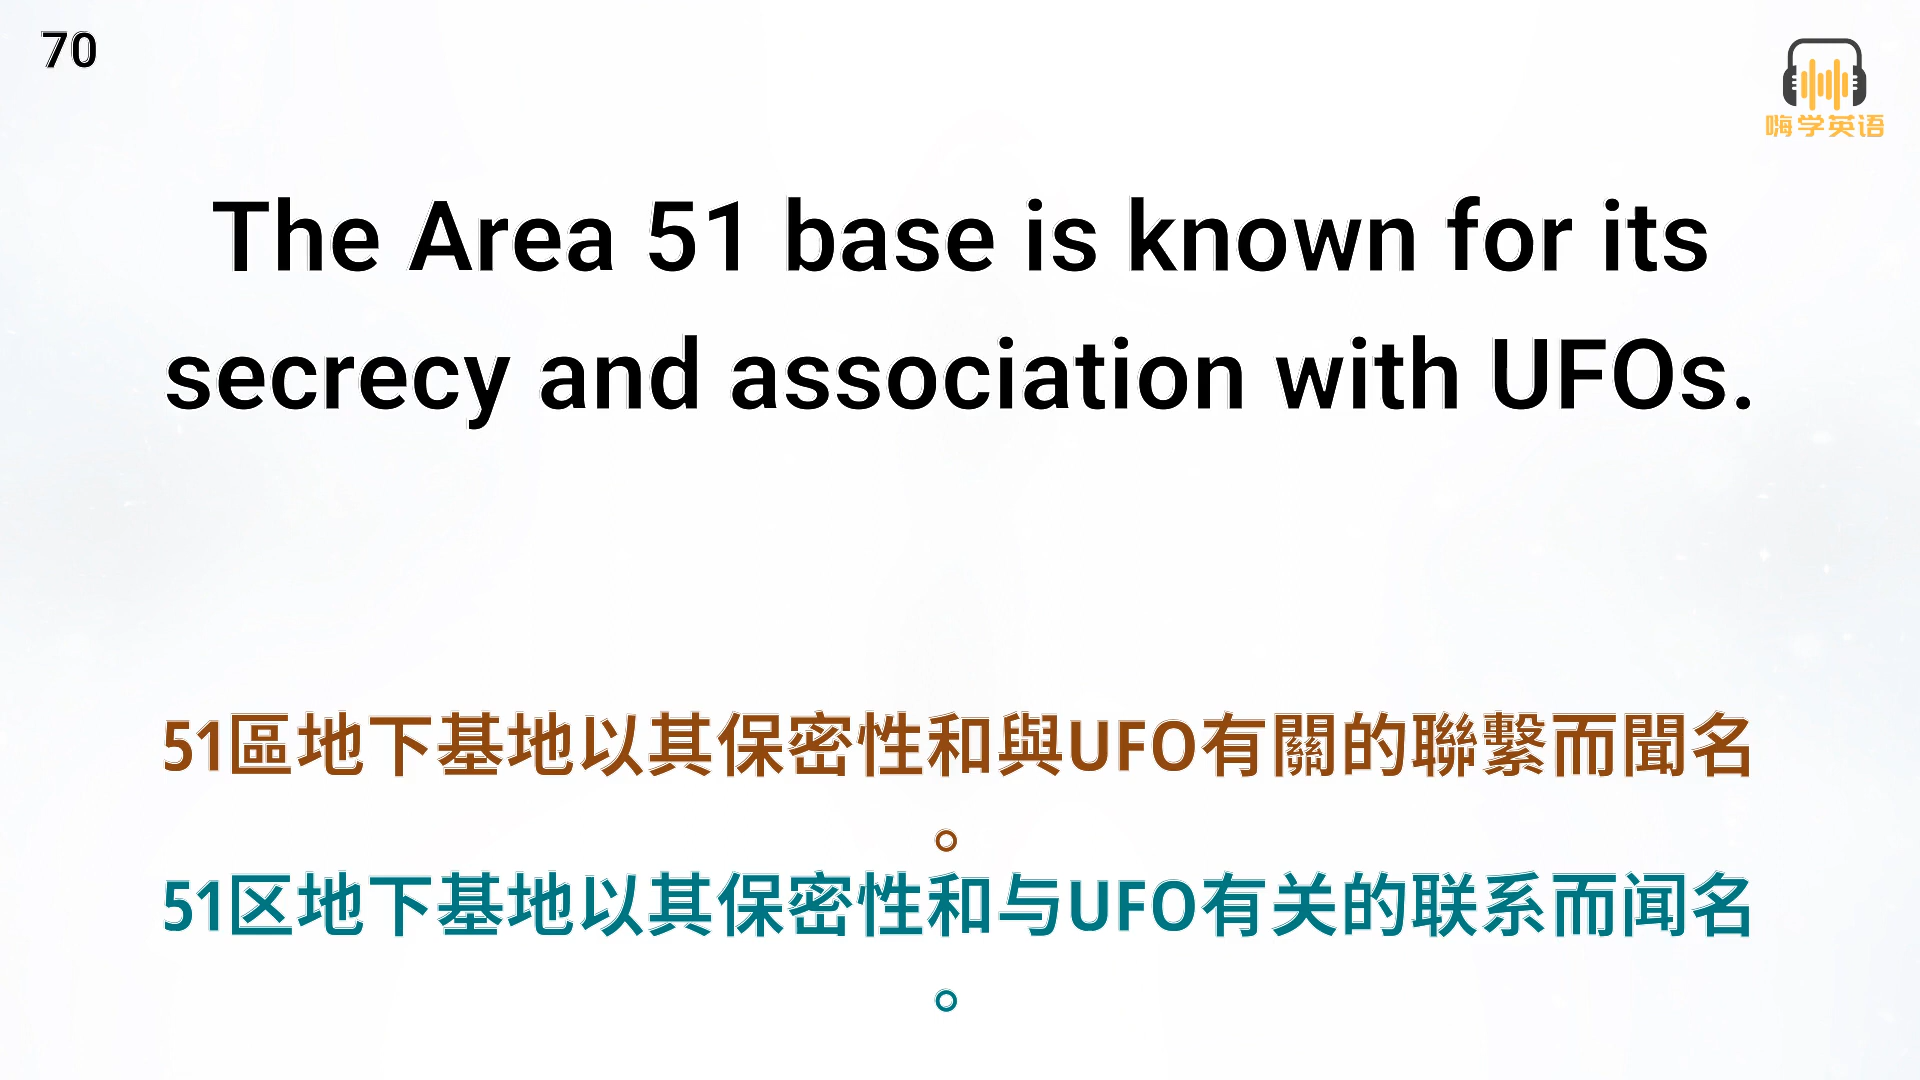 70
嗨学英语
The Area 51 base is known for its
secrecy and association with UFOs.
51區地下基地以其保密性和與UFO有關的聯繫而聞名
。
51区地下基地以其保密性和与UFO有关的联系而闻名
。